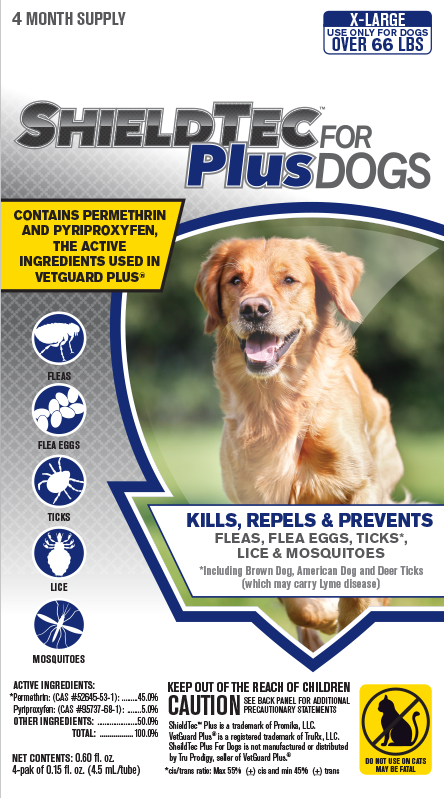 4 MONTH SUPPLY
X-LARGE
USE ONLY FOR DOGS
OVER 66 LBS
SHIELDTEC™ FOR
Plus DOGS
CONTAINS PERMETHRIN
AND PYRIPROXYFEN,
THE ACTIVE
INGREDIENTS USED IN
VETGUARD PLUS®
FLEAS
FLEA EGGS
TICKS
LICE
MOSQUITOES
KILLS, REPELS & PREVENTS
FLEAS, FLEA EGGS, TICKS*,
LICE & MOSQUITOES
*Including Brown Dog, American Dog and Deer Ticks
(which may carry Lyme disease)
ACTIVE INGREDIENTS:
*Permethrin: (CAS #52645-53-1): ........45.0%
Pyriproxyfen: (CAS #95737-68-1): .......5.0%
OTHER INGREDIENTS: ...................50.0%
TOTAL: ................100.0%
NET CONTENTS: 0.60 fl. oz.
4-pak of 0.15 fl. oz. (4.5 mL/tube)
KEEP OUT OF THE REACH OF CHILDREN
CAUTION SEE BACK PANEL FOR ADDITIONAL
PRECAUTIONARY STATEMENTS
ShieldTec™ Plus is a trademark of Promika, LLC.
VetGuard Plus® is a registered trademark of TruRx, LLC.
SheildTec Plus For Dogs is not manufactured or distributed
by Tru Prodigy, seller of VetGuard Plus.®
*cis/trans ratio: Max 55% (±) cis and min 45% (±) trans
DO NOT USE ON CATS
MAY BE FATAL